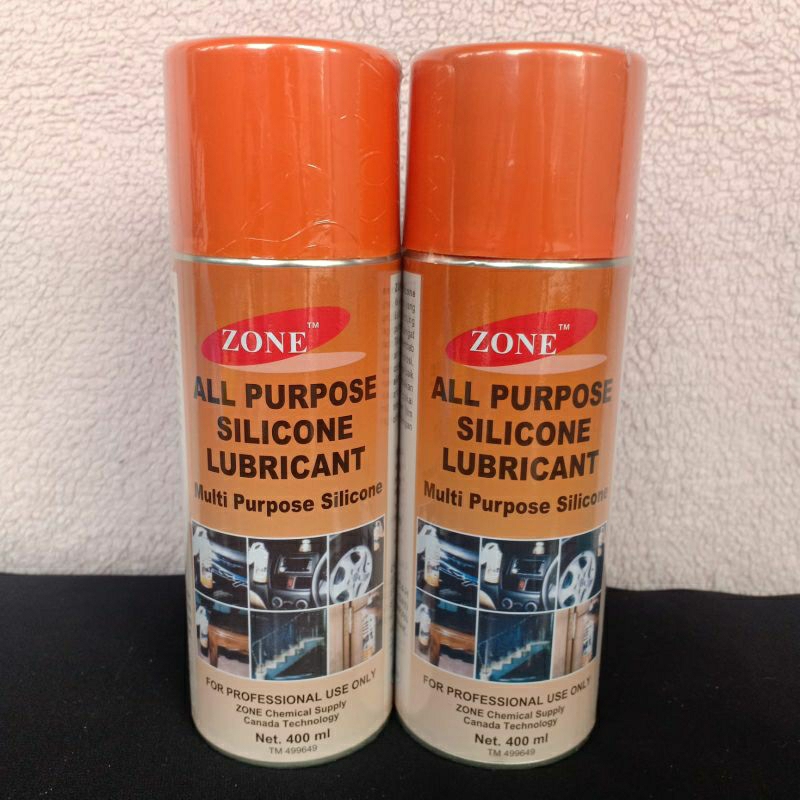 ZONE™
ALL PURPOSE
SILICONE
LUBRICANT
Multi Purpose Silicone
FOR PROFESSIONAL USE ONLY
ZONE Chemical Supply
Canada Technology
Net. 400 ml
TM 499649
ZONE™
ALL PURPOSE
SILICONE
LUBRICANT
Multi Purpose Silicone
FOR PROFESSIONAL USE ONLY
ZONE Chemical Supply
Canada Technology
Net. 400 ml
TM 499649